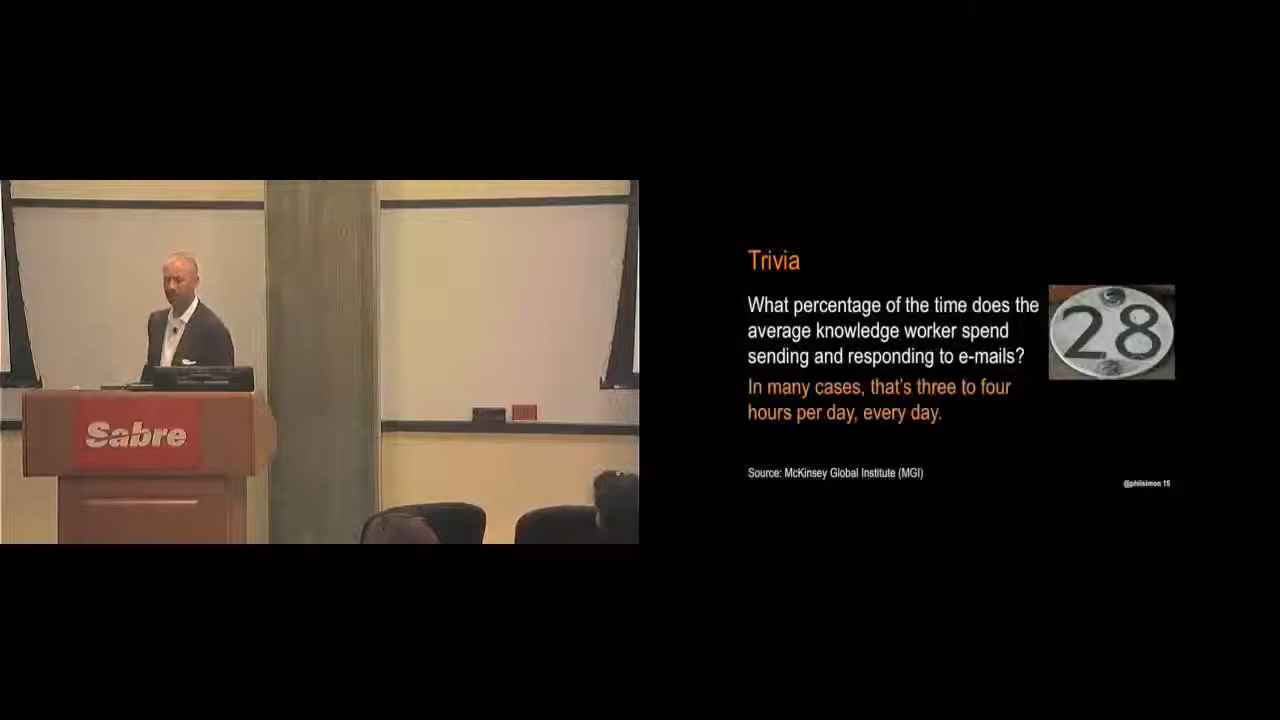 Sabre
Trivia
What percentage of the time does the
average knowledge worker spend
sending and responding to e-mails?
In many cases, that's three to four
hours per day, every day.
28
Source: McKinsey Global Institute (MGI)
@philsimon 15